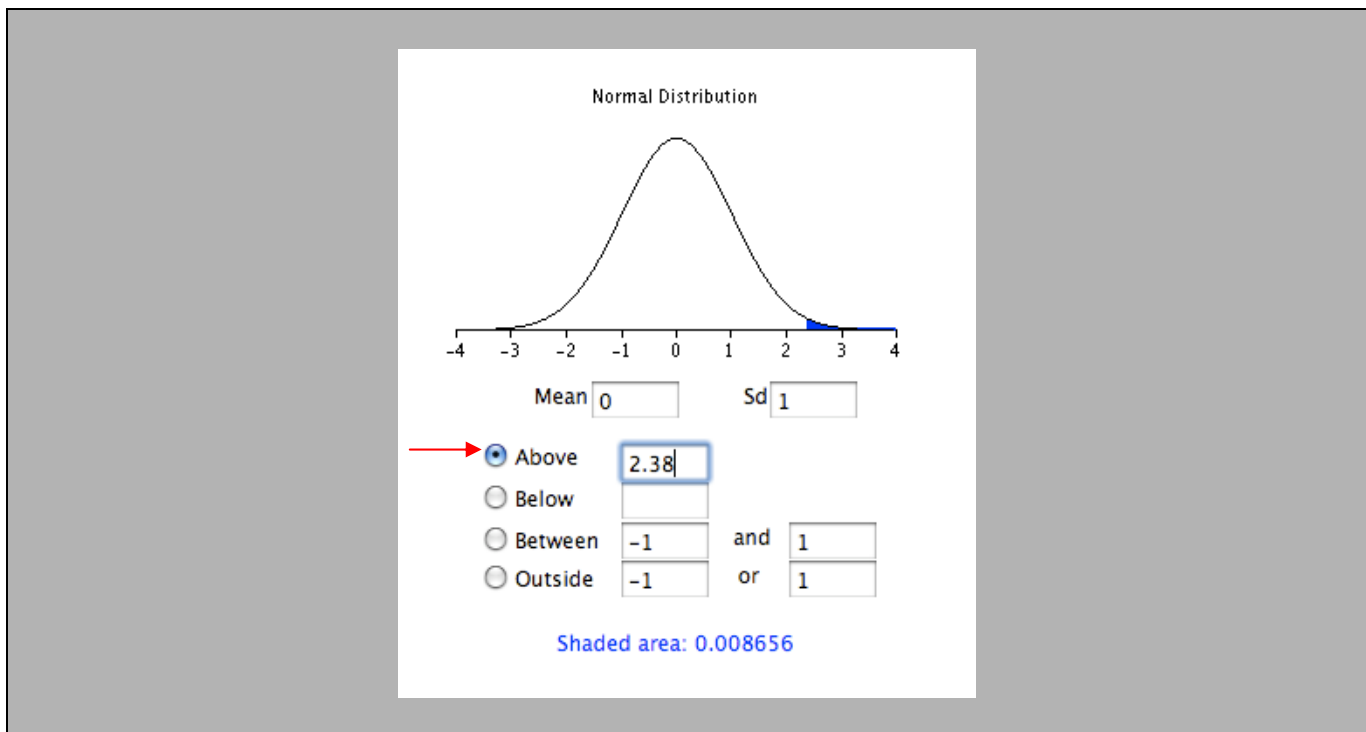 Normal Distribution
-4 -3 -2 -1 0 1 2 3 4
Mean 0 Sd 1
Above 2.38
Below
Between -1 and 1
Outside -1 or 1
Shaded area: 0.008656